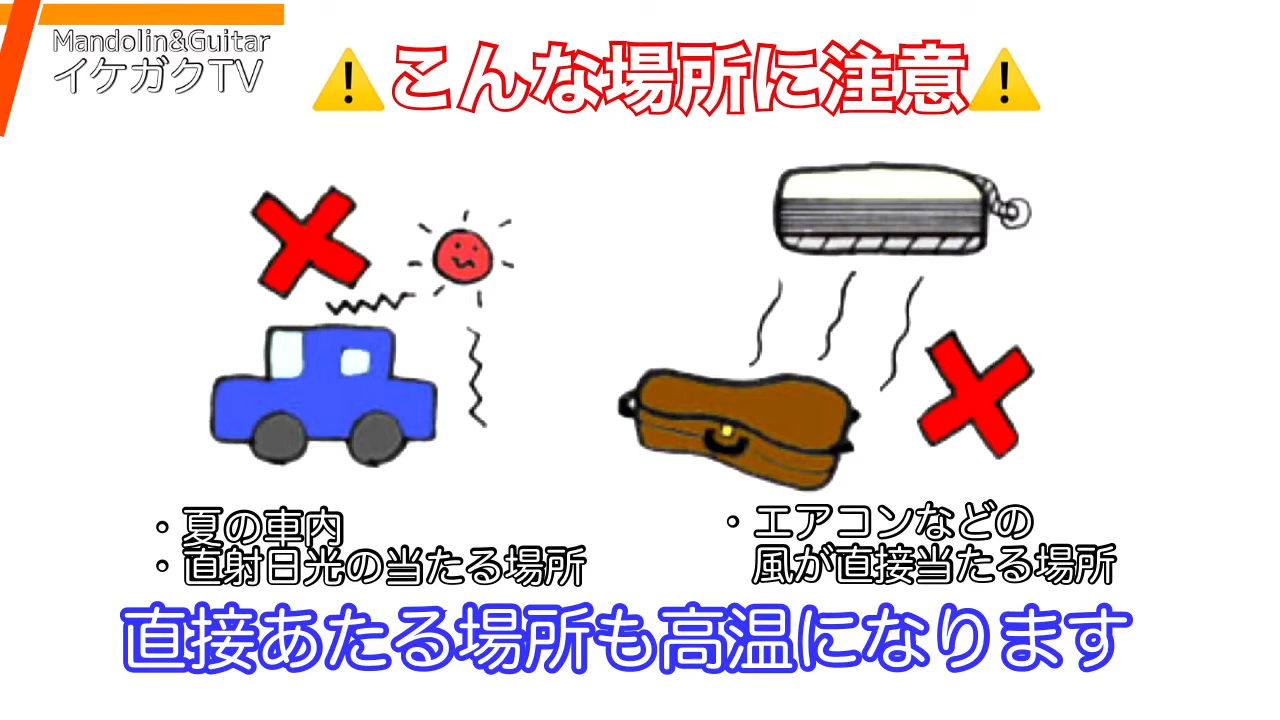 Mandolin&Guitar
イケガクTV
⚠️こんな場所に注意⚠️
・夏の車内
・直射日光の当たる場所
・エアコンなどの
風が直接当たる場所
直接あたる場所も高温になります